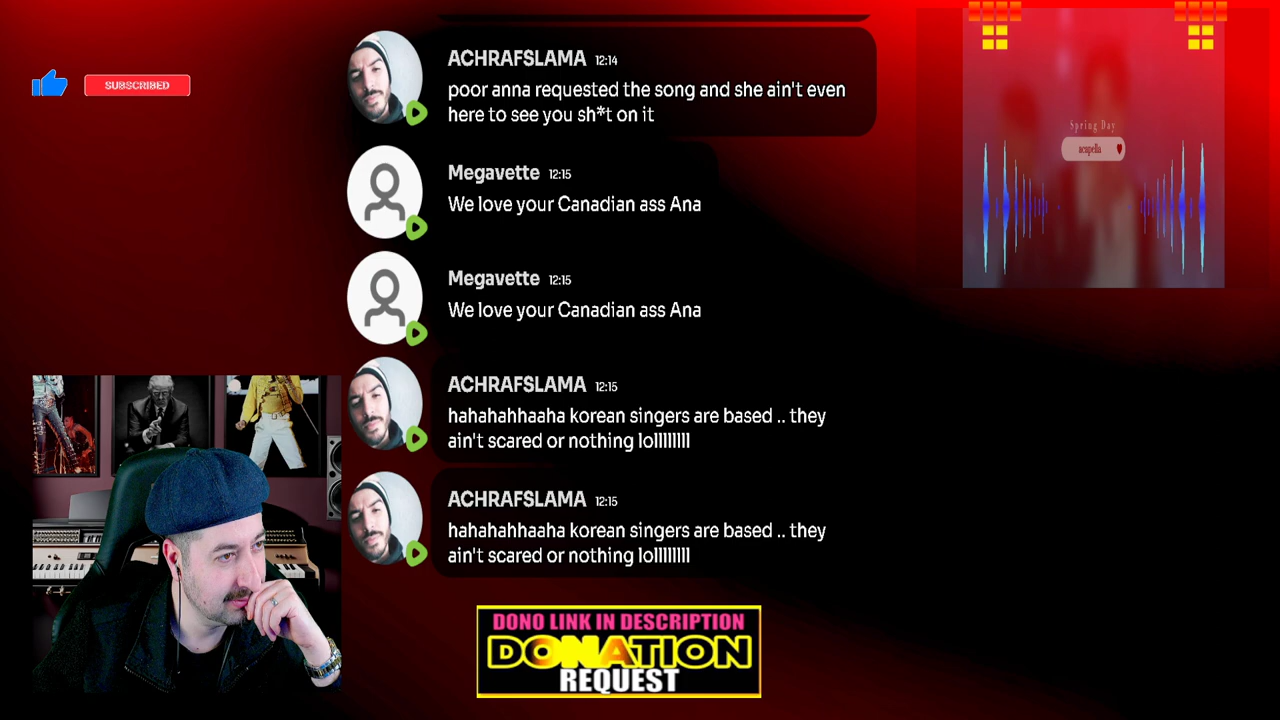 SUBSCRIBED
ACHRAFSLAMA 12:14
poor anna requested the song and she ain't even
here to see you sh*t on it
Megavette 12:15
We love your Canadian ass Ana
Megavette 12:15
We love your Canadian ass Ana
ACHRAFSLAMA 12:15
hahahahhaaha korean singers are based .. they
ain't scared or nothing lollllllll
ACHRAFSLAMA 12:15
hahahahhaaha korean singers are based .. they
ain't scared or nothing lollllllll
Spring Day
acapella
DONO LINK IN DESCRIPTION
DONATION
REQUEST